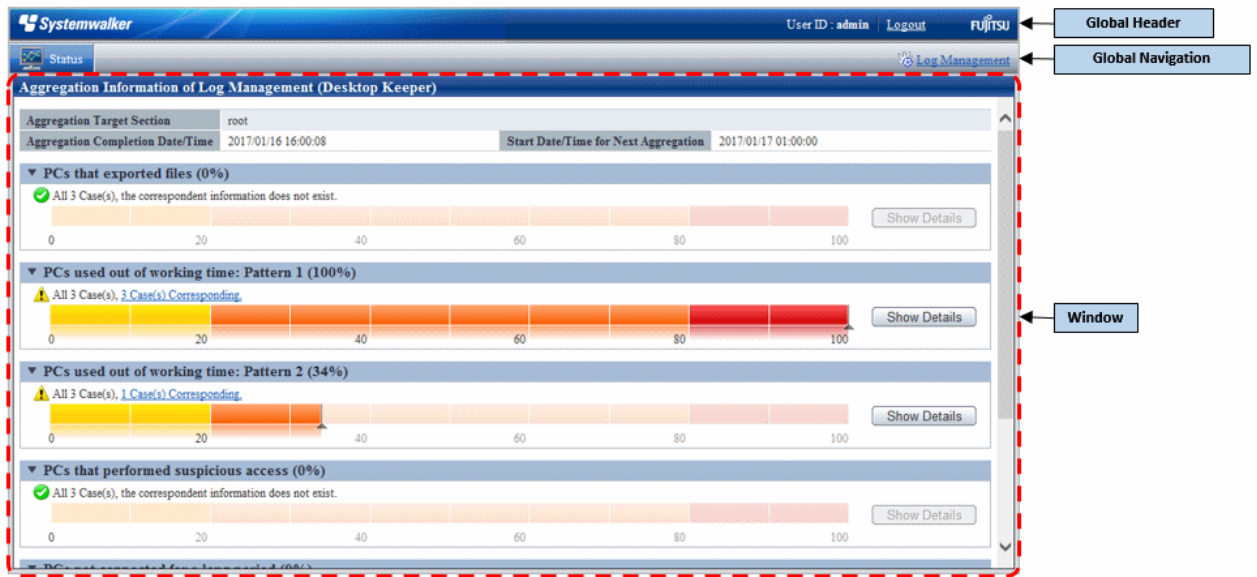 Systemwalker
User ID : admin
Logout
FUJITSU
Global Header
Status
Log Management
Global Navigation
Aggregation Information of Log Management (Desktop Keeper)
Aggregation Target Section root
Aggregation Completion Date/Time 2017/01/16 16:00:08 Start Date/Time for Next Aggregation 2017/01/17 01:00:00
PCs that exported files (0%)
All 3 Case(s), the correspondent information does not exist.
Show Details
0 20 40 60 80 100
PCs used out of working time: Pattern 1 (100%)
All 3 Case(s), 3 Case(s) Corresponding.
Show Details
Window
0 20 40 60 80 100
PCs used out of working time: Pattern 2 (34%)
All 3 Case(s), 1 Case(s) Corresponding.
Show Details
0 20 40 60 80 100
PCs that performed suspicious access (0%)
All 3 Case(s), the correspondent information does not exist.
Show Details
0 20 40 60 80 100
PCs not connected for a long period (0%)